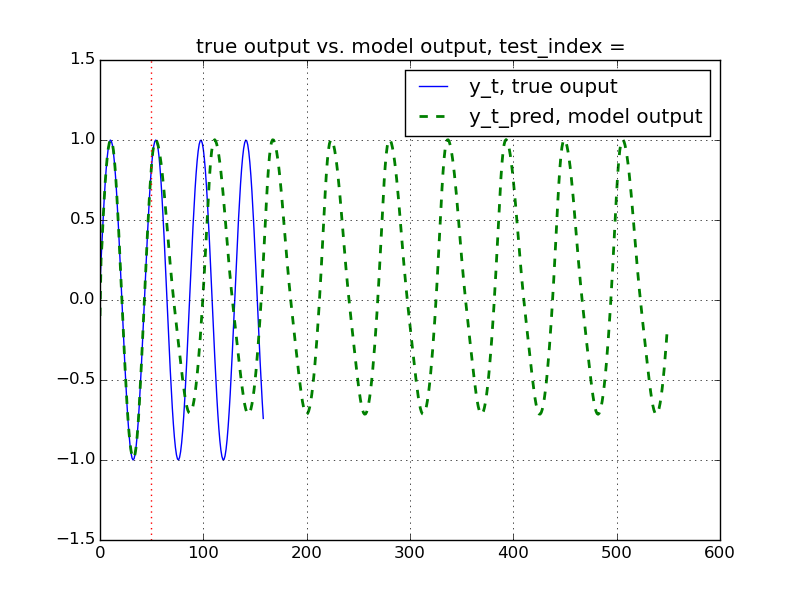 true output vs. model output, test_index =
y_t, true ouput
y_t_pred, model output
1.5
1.0
0.5
0.0
−0.5
−1.0
−1.5
0 100 200 300 400 500 600